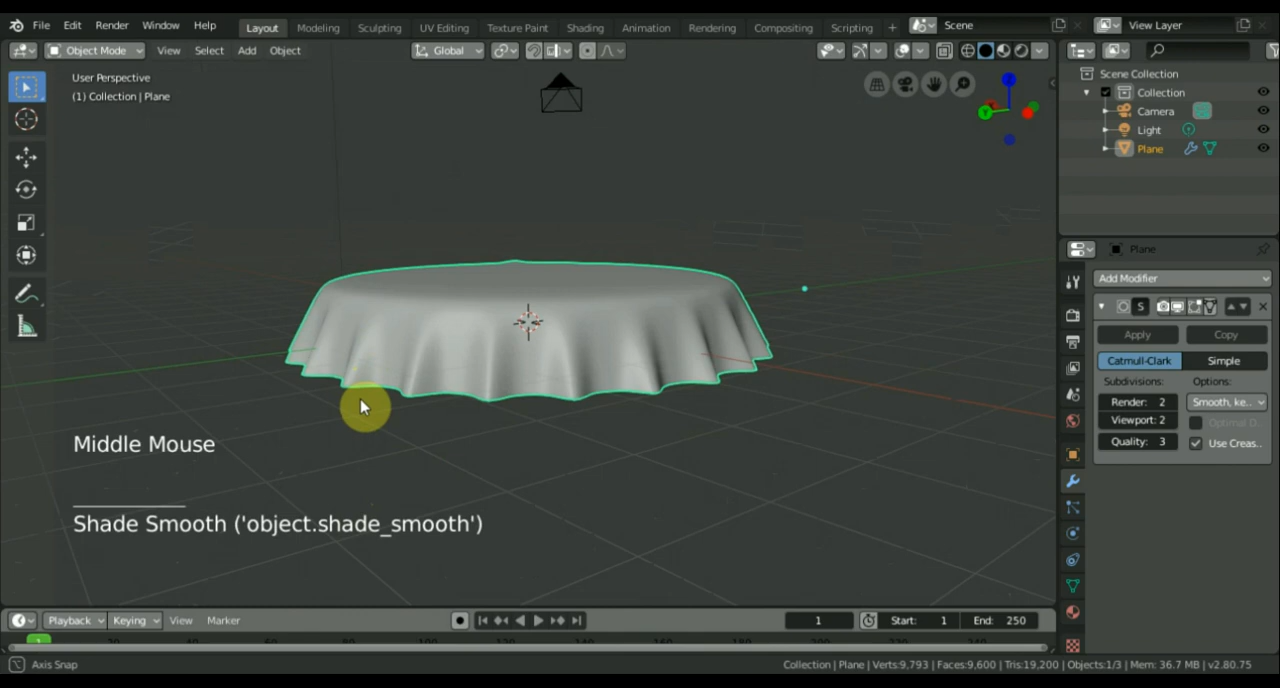 File Edit Render Window Help Layout Modeling Sculpting UV Editing Texture Paint Shading Animation Rendering Compositing Scripting + Scene View Layer
Object Mode View Select Add Object Global
User Perspective
(1) Collection | Plane
Scene Collection
Collection
Camera
Light
Plane
Plane
Add Modifier
S
Apply Copy
Catmull-Clark Simple
Subdivisions: Options:
Render: 2 Smooth, ke..
Viewport: 2
Quality: 3 Use Creas..
Middle Mouse
Shade Smooth ('object.shade_smooth')
Playback Keying View Marker 1 Start: 1 End: 250
1
Axis Snap Collection | Plane | Verts:9,793 | Faces:9,600 | Tris:19,200 | Objects:1/3 | Mem: 36.7 MB | v2.80.75